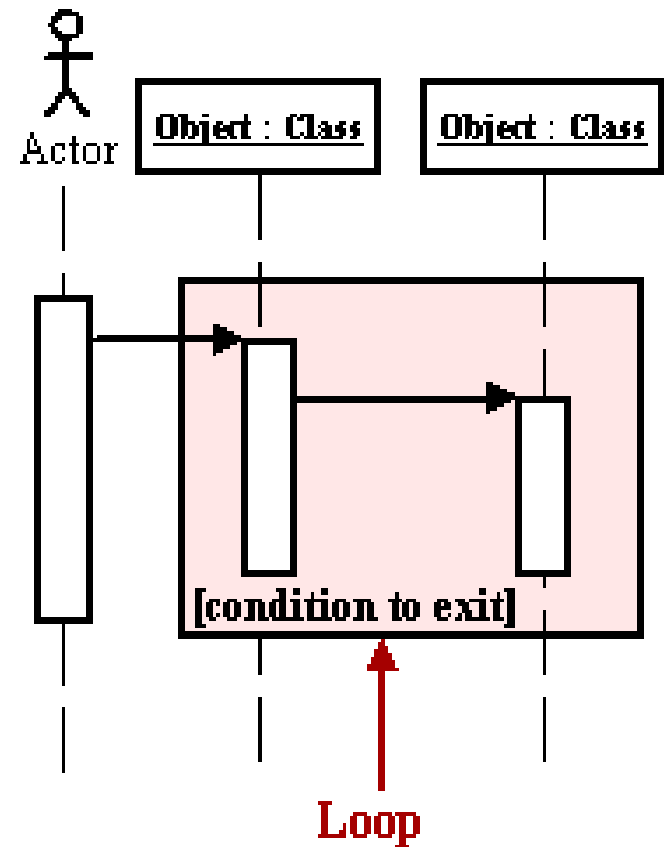 Actor
Object : Class
Object : Class
[condition to exit]
Loop